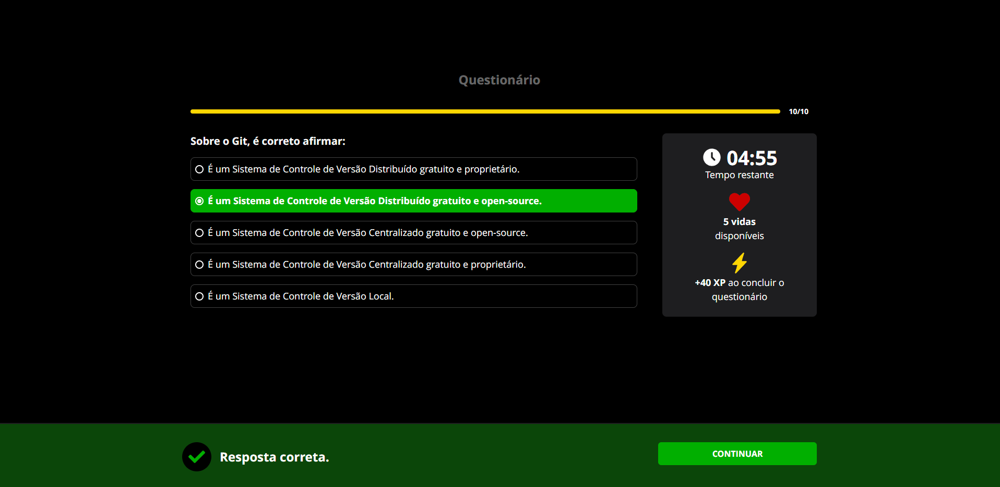 Questionário
10/10
Sobre o Git, é correto afirmar:
É um Sistema de Controle de Versão Distribuído gratuito e proprietário.
É um Sistema de Controle de Versão Distribuído gratuito e open-source.
É um Sistema de Controle de Versão Centralizado gratuito e open-source.
É um Sistema de Controle de Versão Centralizado gratuito e proprietário.
É um Sistema de Controle de Versão Local.
04:55
Tempo restante
5 vidas
disponíveis
+40 XP ao concluir o
questionário
Resposta correta.
CONTINUAR